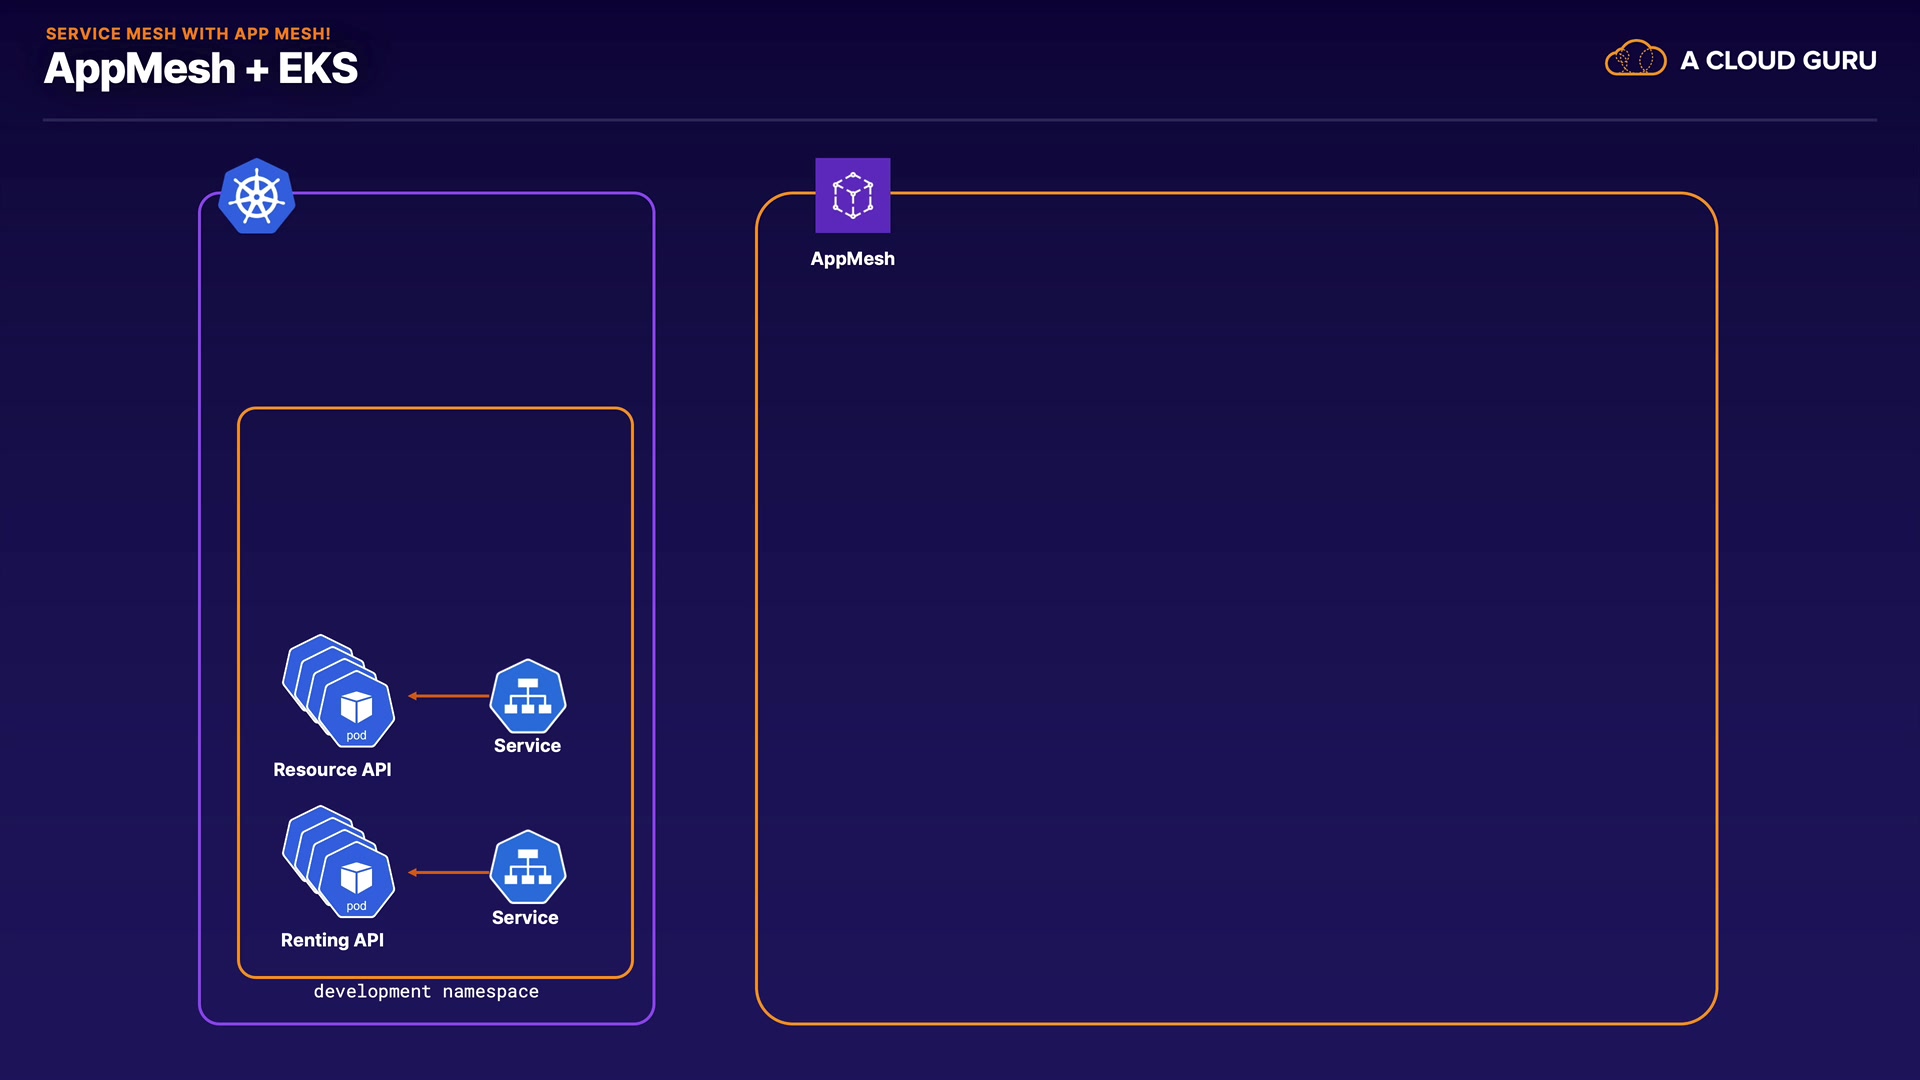 SERVICE MESH WITH APP MESH!
AppMesh + EKS
A CLOUD GURU
AppMesh
pod
Service
Resource API
pod
Service
Renting API
development namespace